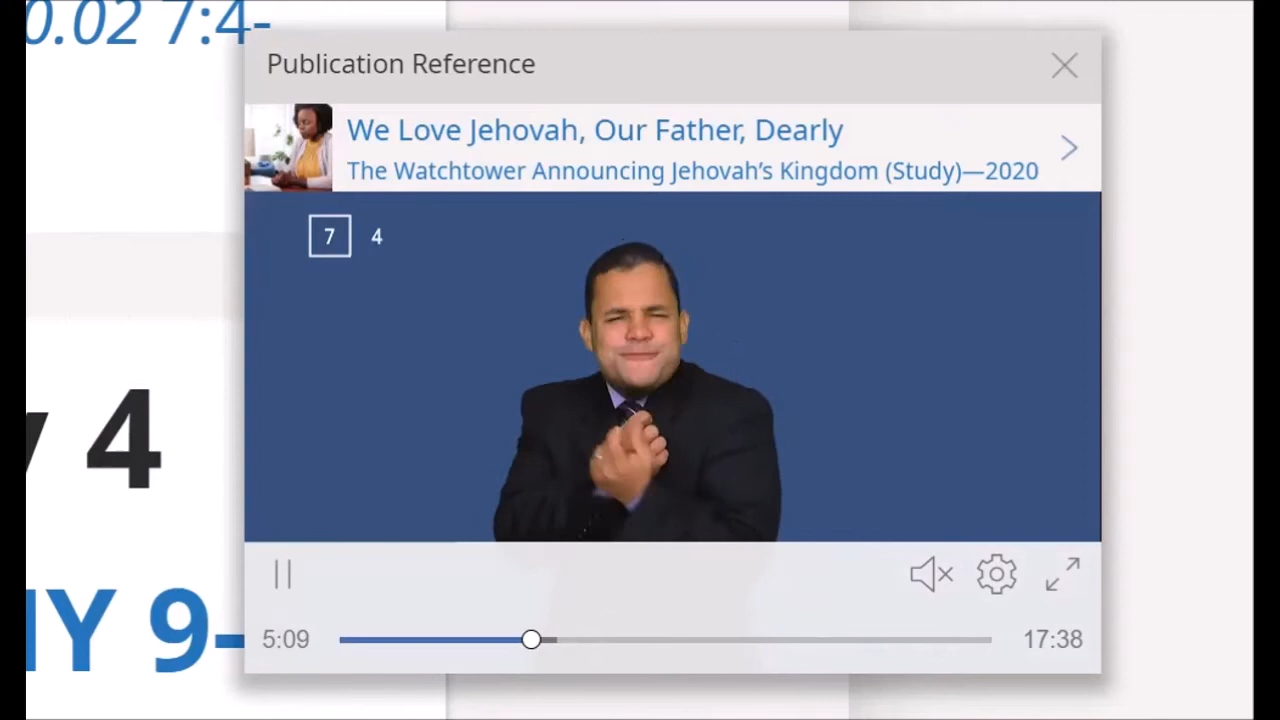 0.02 7:4-
Publication Reference
We Love Jehovah, Our Father, Dearly
The Watchtower Announcing Jehovah’s Kingdom (Study)—2020
7 4
4
Y 9-
5:09
17:38